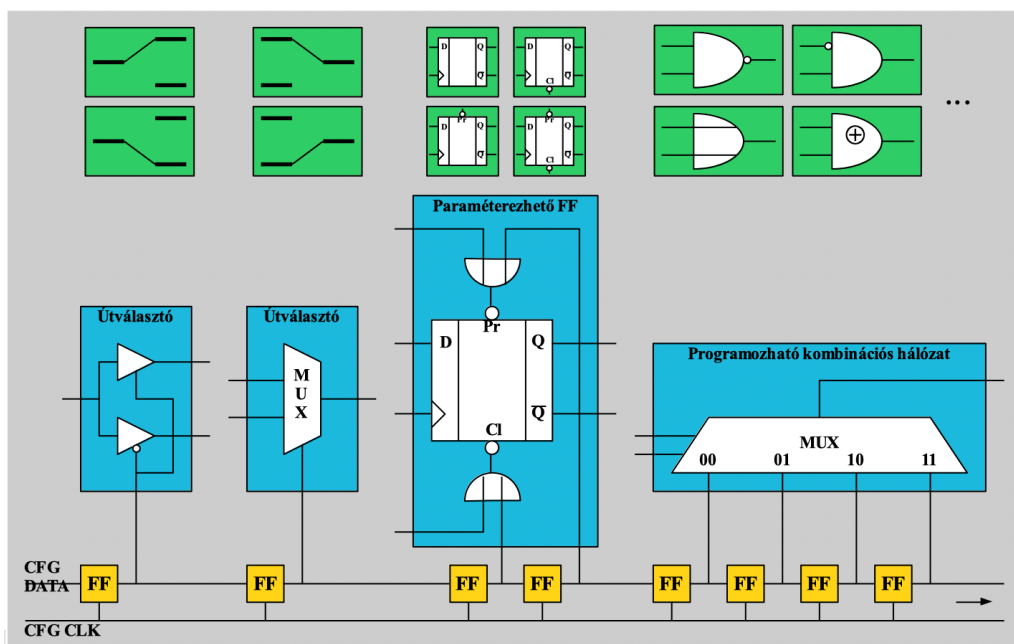 D Q
Q
D Q
Q
Cl
Pr
D Q
Q
Pr
D Q
Q
Cl
...
Paraméterezhető FF
Útválasztó
Útválasztó
M
U
X
Pr
D Q
Q
Cl
Programozható kombinációs hálózat
MUX
00 01 10 11
CFG
DATA
FF FF FF FF FF FF FF FF
CFG CLK